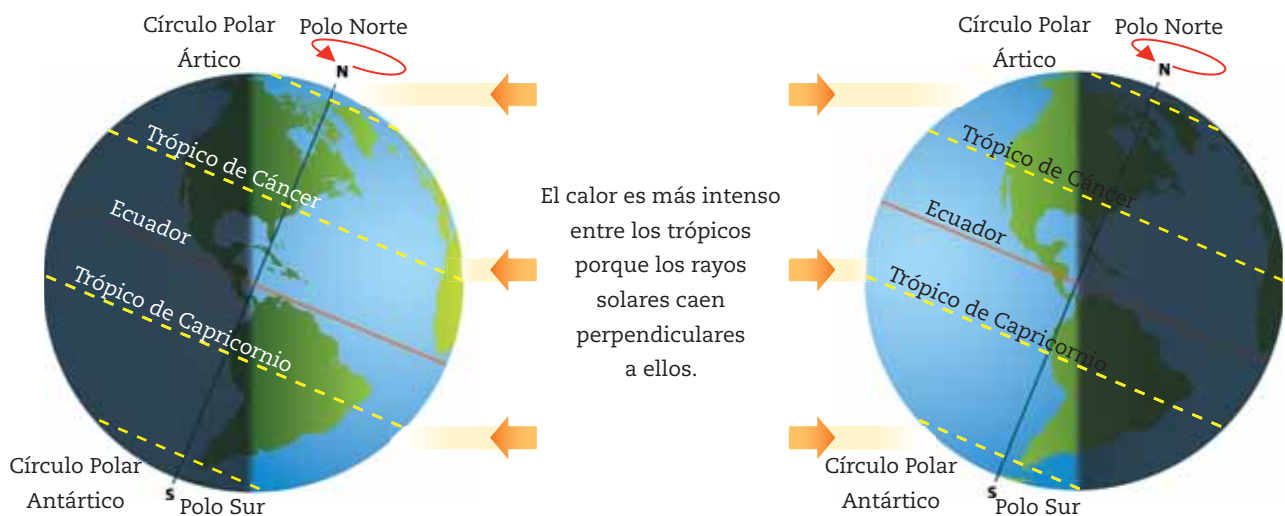 Círculo Polar
Ártico
Polo Norte
N
Trópico de Cáncer
Ecuador
Trópico de Capricornio
Círculo Polar
Antártico
S
Polo Sur
El calor es más intenso
entre los trópicos
porque los rayos
solares caen
perpendiculares
a ellos.
Círculo Polar
Ártico
Polo Norte
N
Trópico de Cáncer
Ecuador
Trópico de Capricornio
Círculo Polar
Antártico
S
Polo Sur